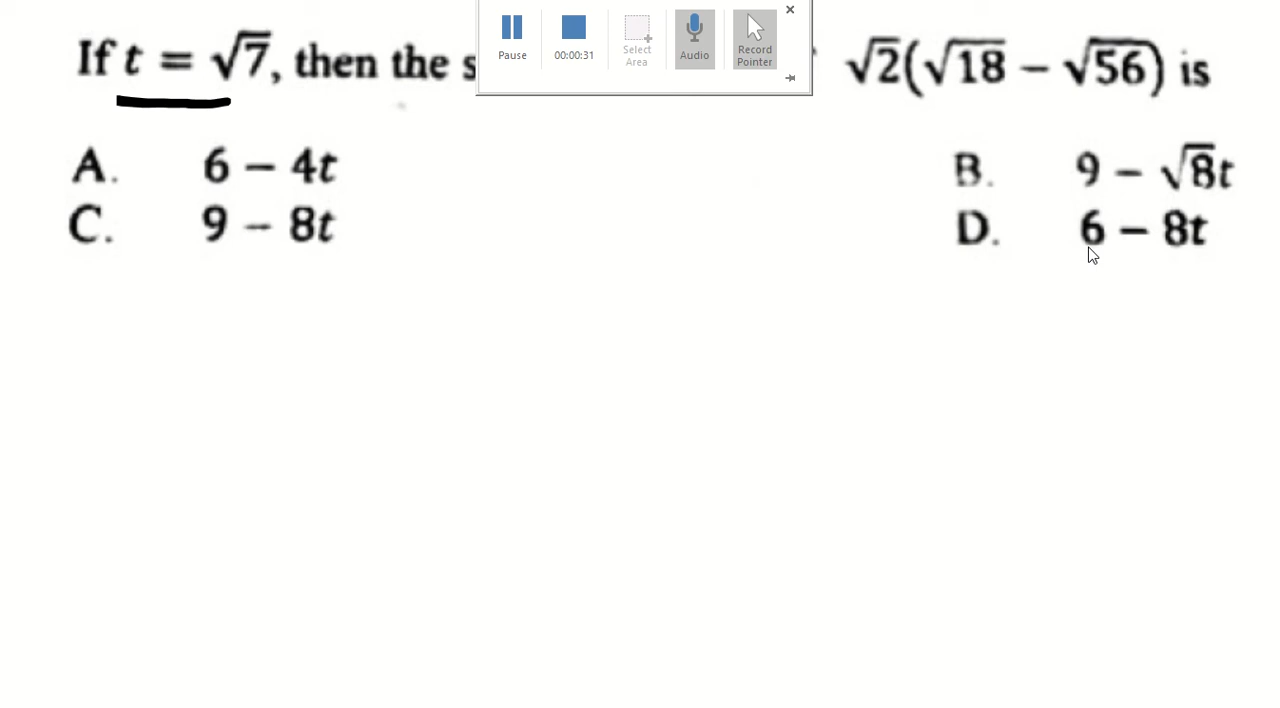 If t = √7, then the s √2(√18 − √56) is
A. 6 − 4t B. 9 − √8t
C. 9 − 8t D. 6 − 8t
Pause
00:00:31
Select Area
Audio
Record Pointer